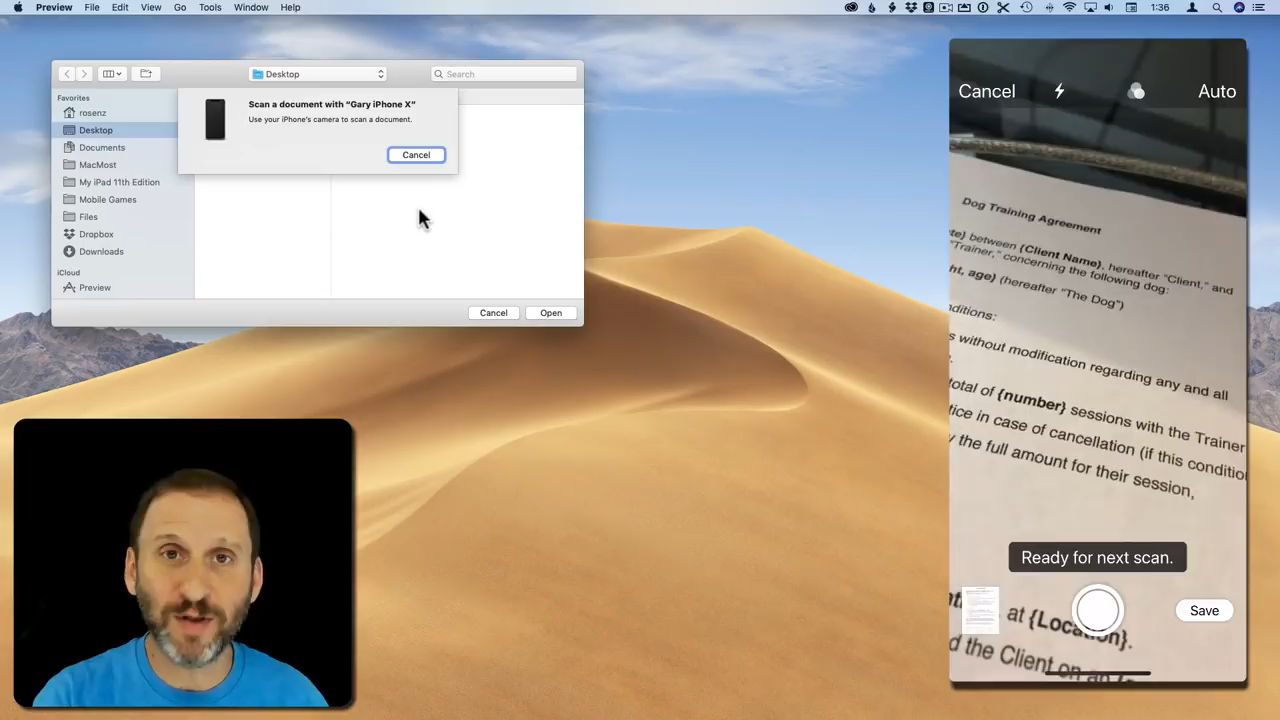 Preview File Edit View Go Tools Window Help
1:36
Desktop
Search
Favorites
rosenz
Desktop
Documents
MacMost
My iPad 11th Edition
Mobile Games
Files
Dropbox
Downloads
iCloud
Preview
Scan a document with “Gary iPhone X”
Use your iPhone's camera to scan a document.
Cancel
Cancel Open
Cancel Auto
Dog Training Agreement
between {Client Name}, hereafter "Client," and
"Trainer," concerning the following dog:
age} (hereafter "The Dog")
without modification regarding any and all
of {number} sessions with the Trainer
in case of cancellation (if this
the full amount for their session,
Ready for next scan.
Save
at {Location}.
the Client on an